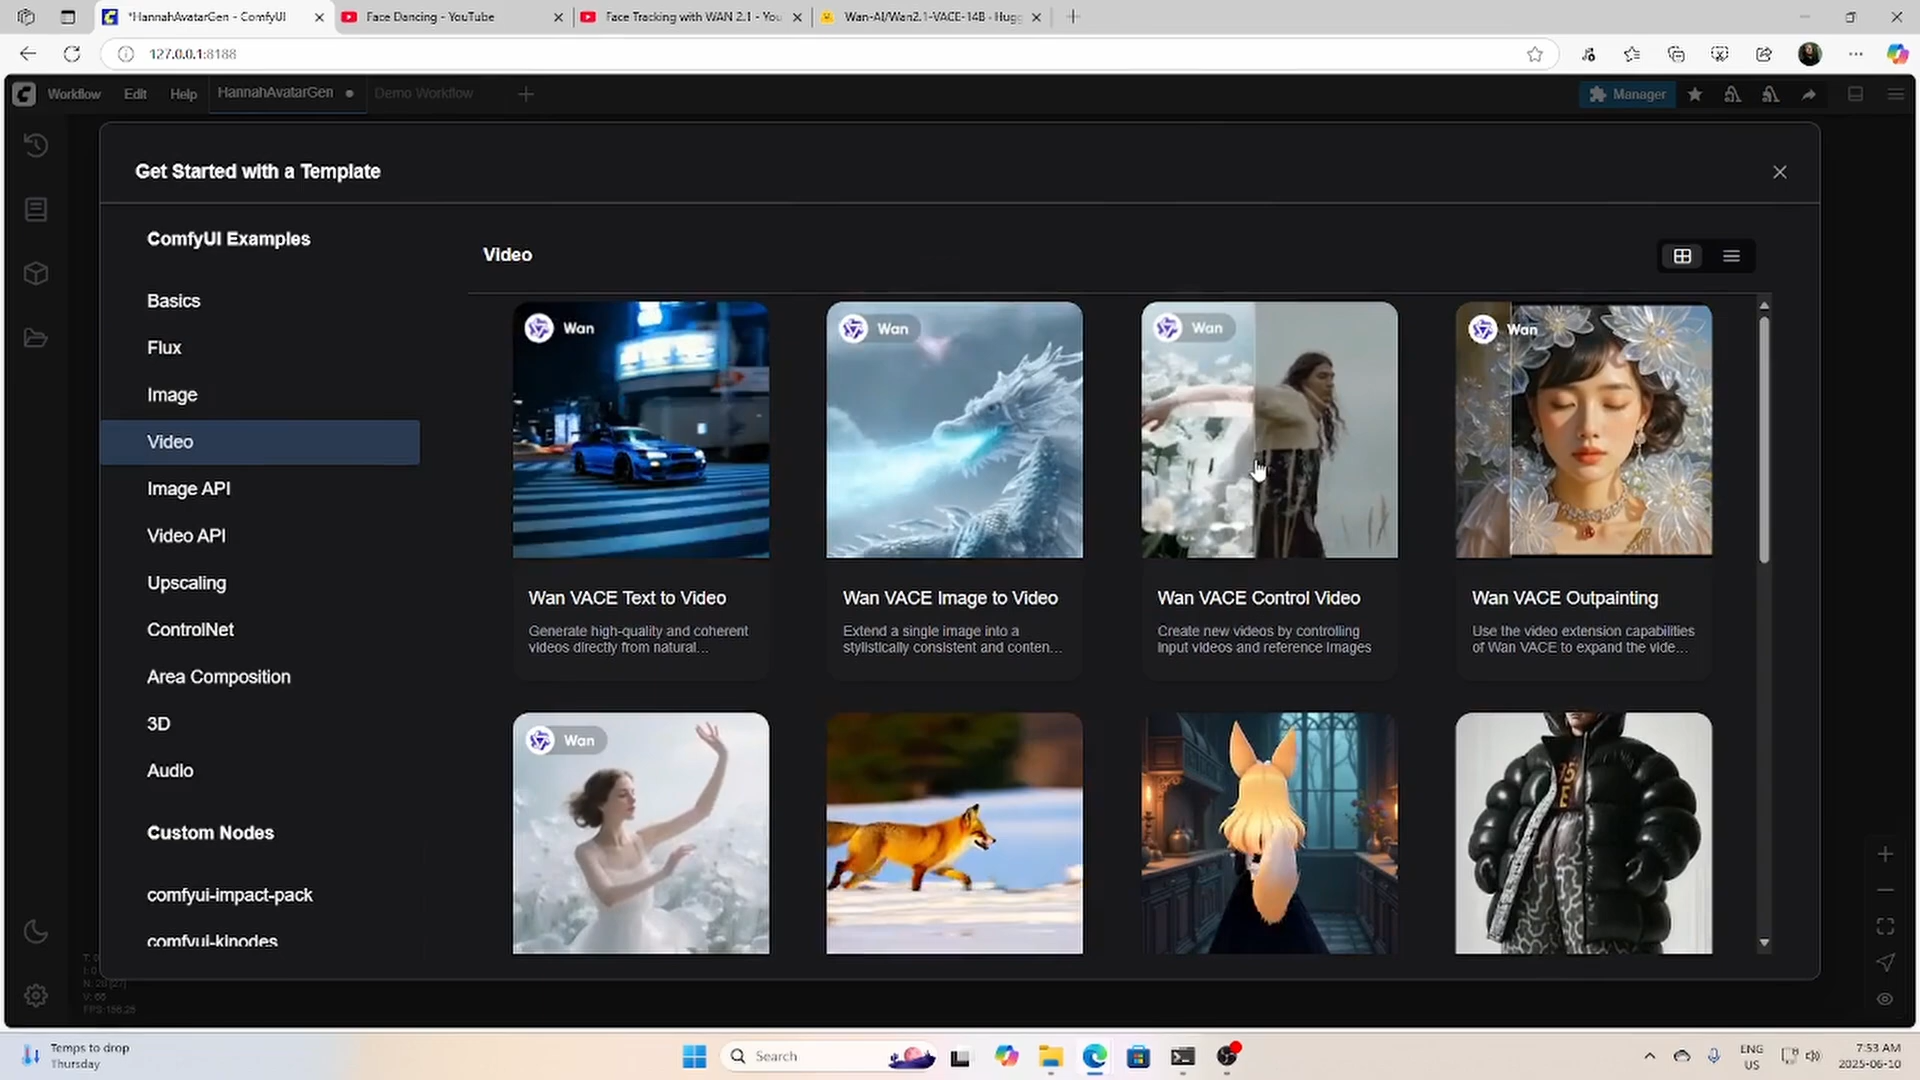 *HannahAvatarGen - ComfyUI
Face Dancing - YouTube
Face Tracking with WAN 2.1 - You
Wan-AI/Wan2.1-VACE-14B - Hugg
127.0.0.1:8188
Workflow
Edit
Help
HannahAvatarGen
Demo Workflow
Manager
Get Started with a Template
ComfyUI Examples
Basics
Flux
Image
Video
Image API
Video API
Upscaling
ControlNet
Area Composition
3D
Audio
Custom Nodes
comfyui-impact-pack
comfyui-kjnodes
Video
Wan
Wan
Wan
Wan
Wan VACE Text to Video
Generate high-quality and coherent
videos directly from natural...
Wan VACE Image to Video
Extend a single image into a
stylistically consistent and conten...
Wan VACE Control Video
Create new videos by controlling
input videos and reference images
Wan VACE Outpainting
Use the video extension capabilities
of Wan VACE to expand the vide...
Wan
Temps to drop
Thursday
Search
ENG
US
7:53 AM
2025-06-10